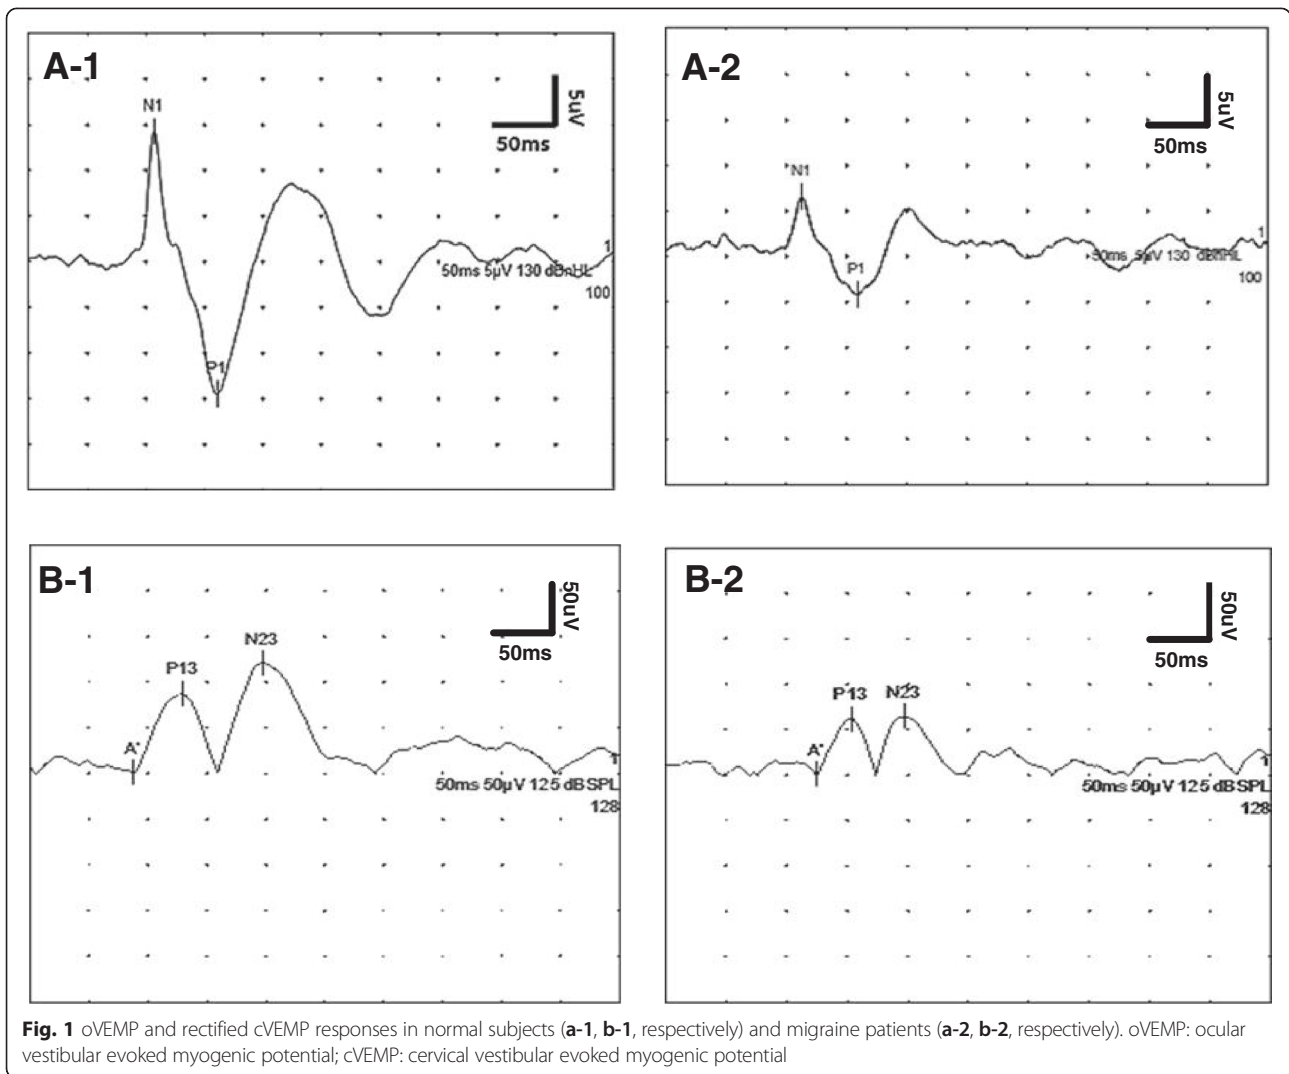 A-1
5uV
50ms
N1
P1
1
50ms 5µV 130 dBnHL
100
A-2
5uV
50ms
N1
P1
1
50ms 5µV 130 dBnHL
100
B-1
50uV
50ms
P13
N23
A'
1
50ms 50µV 125 dB SPL
128
B-2
50uV
50ms
P13
N23
A'
1
50ms 50µV 125 dB SPL
128
Fig. 1 oVEMP and rectified cVEMP responses in normal subjects (a-1, b-1, respectively) and migraine patients (a-2, b-2, respectively). oVEMP: ocular
vestibular evoked myogenic potential; cVEMP: cervical vestibular evoked myogenic potential